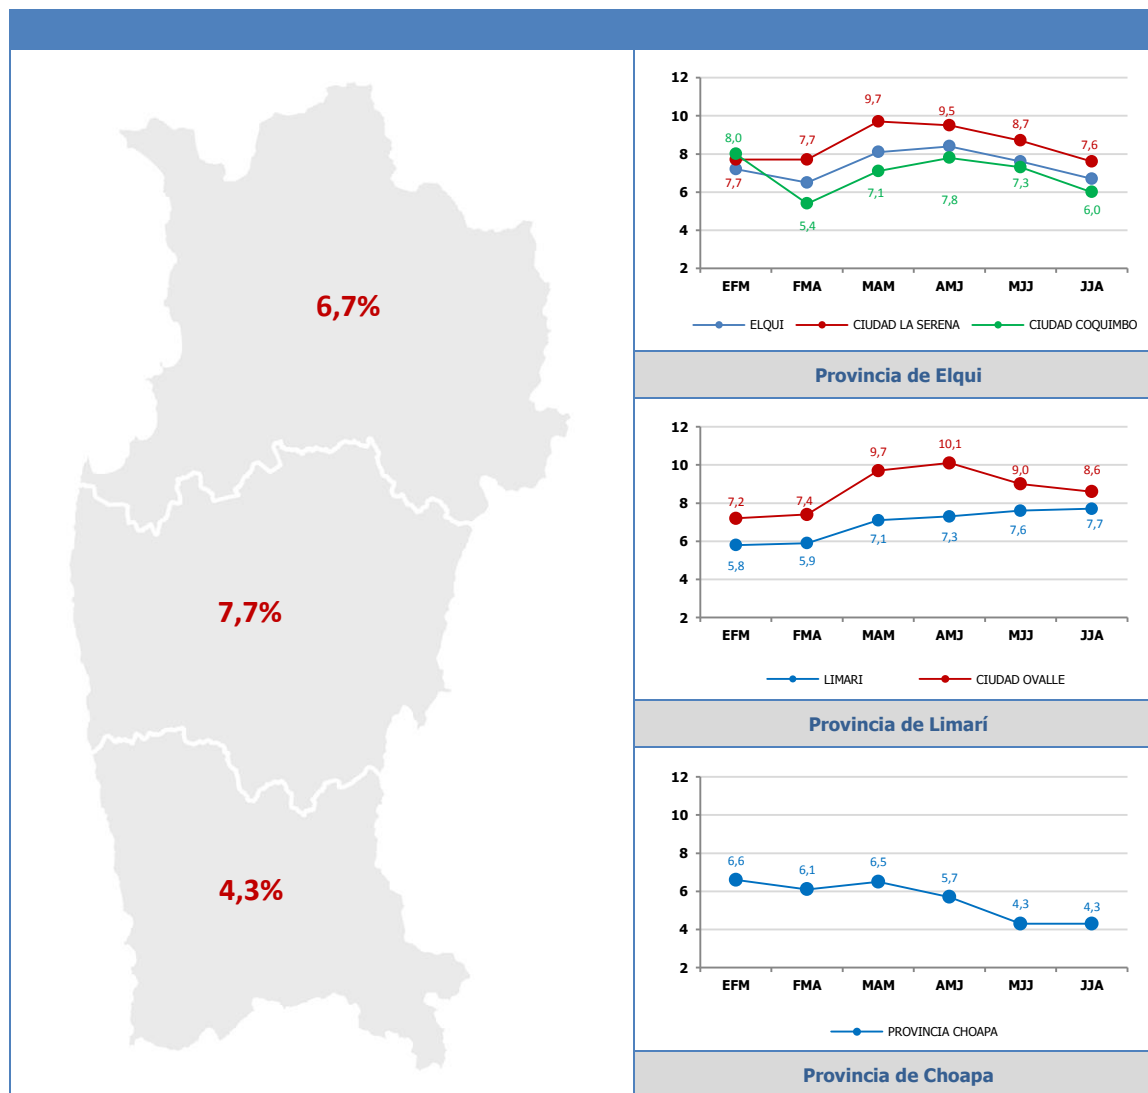 6,7%
7,7%
4,3%
12
10
8
6
4
2
8,0
7,7
7,7
5,4
9,7
7,1
9,5
7,8
8,7
7,3
7,6
6,0
EFM FMA MAM AMJ MJJ JJA
ELQUI CIUDAD LA SERENA CIUDAD COQUIMBO
Provincia de Elqui
12
10
8
6
4
2
7,2 7,4 9,7 10,1 9,0 8,6
5,8 5,9 7,1 7,3 7,6 7,7
EFM FMA MAM AMJ MJJ JJA
LIMARI CIUDAD OVALLE
Provincia de Limarí
12
10
8
6
4
2
6,6 6,1 6,5 5,7 4,3 4,3
EFM FMA MAM AMJ MJJ JJA
PROVINCIA CHOAPA
Provincia de Choapa